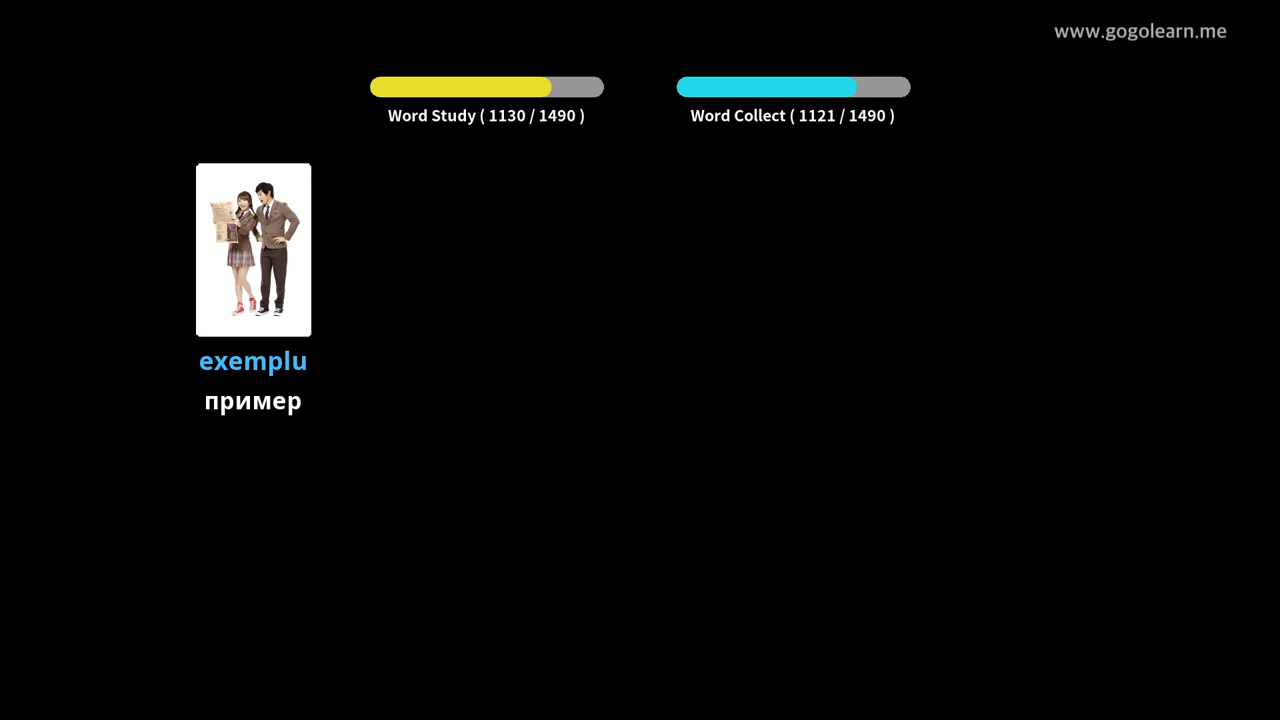 www.gogolearn.me
Word Study ( 1130 / 1490 )
Word Collect ( 1121 / 1490 )
exemplu
пример